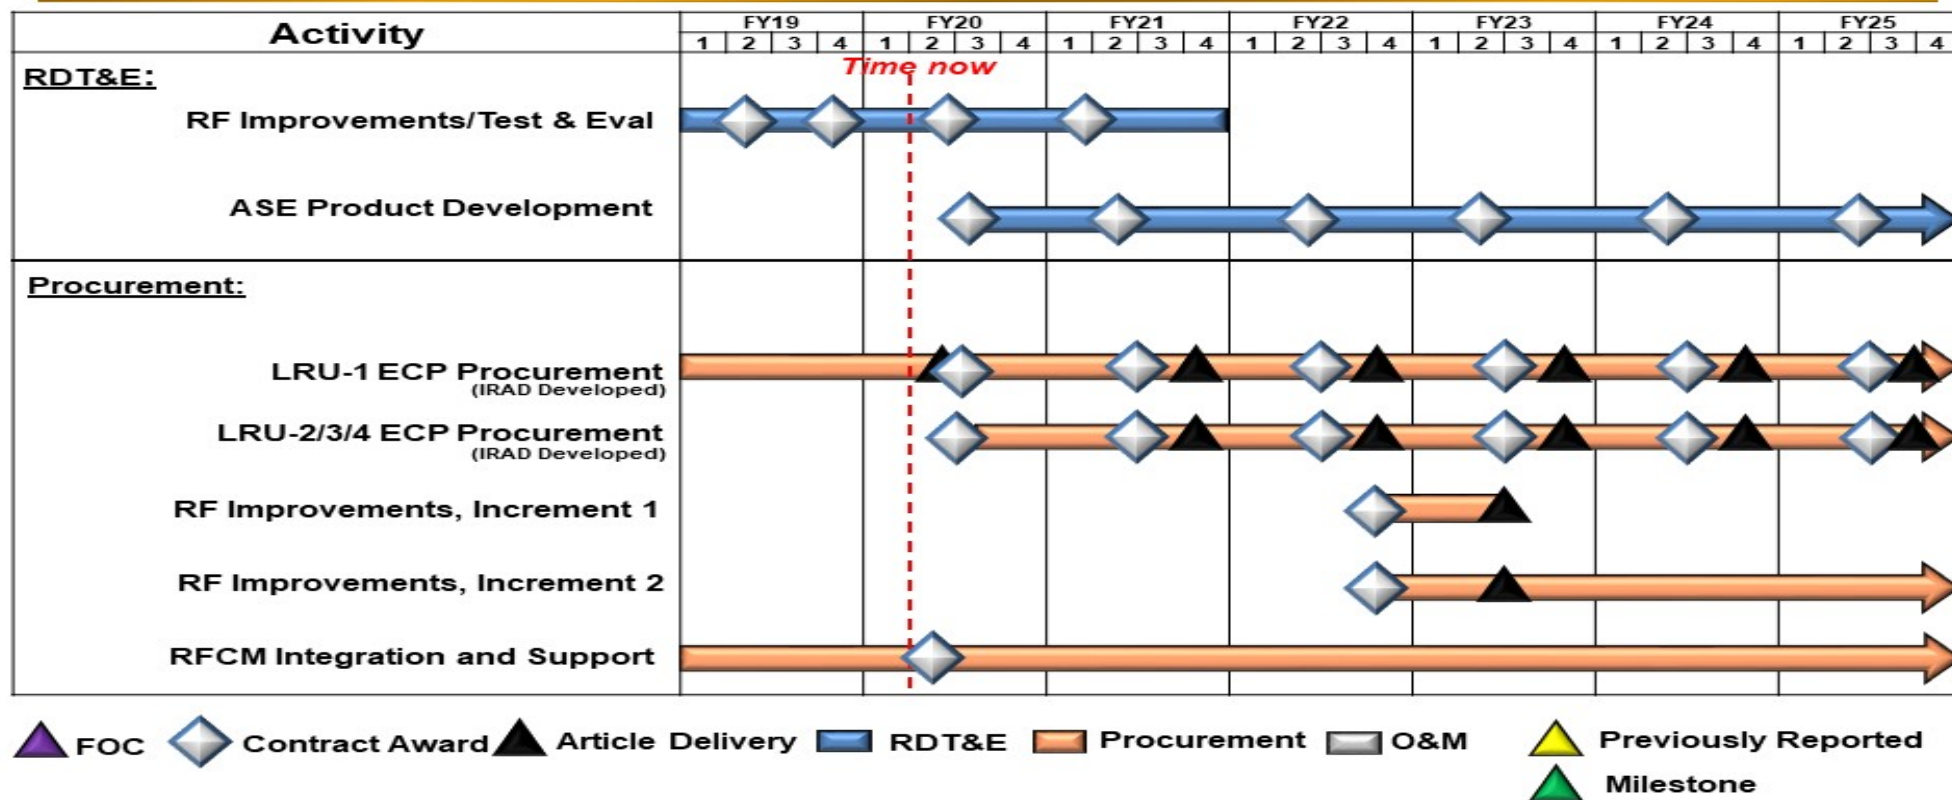 Activity
FY19 FY20 FY21 FY22 FY23 FY24 FY25
1 2 3 4 1 2 3 4 1 2 3 4 1 2 3 4 1 2 3 4 1 2 3 4 1 2 3 4
Time now
RDT&E:
RF Improvements/Test & Eval
ASE Product Development
Procurement:
LRU-1 ECP Procurement
(IRAD Developed)
LRU-2/3/4 ECP Procurement
(IRAD Developed)
RF Improvements, Increment 1
RF Improvements, Increment 2
RFCM Integration and Support
FOC Contract Award Article Delivery RDT&E Procurement O&M Previously Reported
Milestone